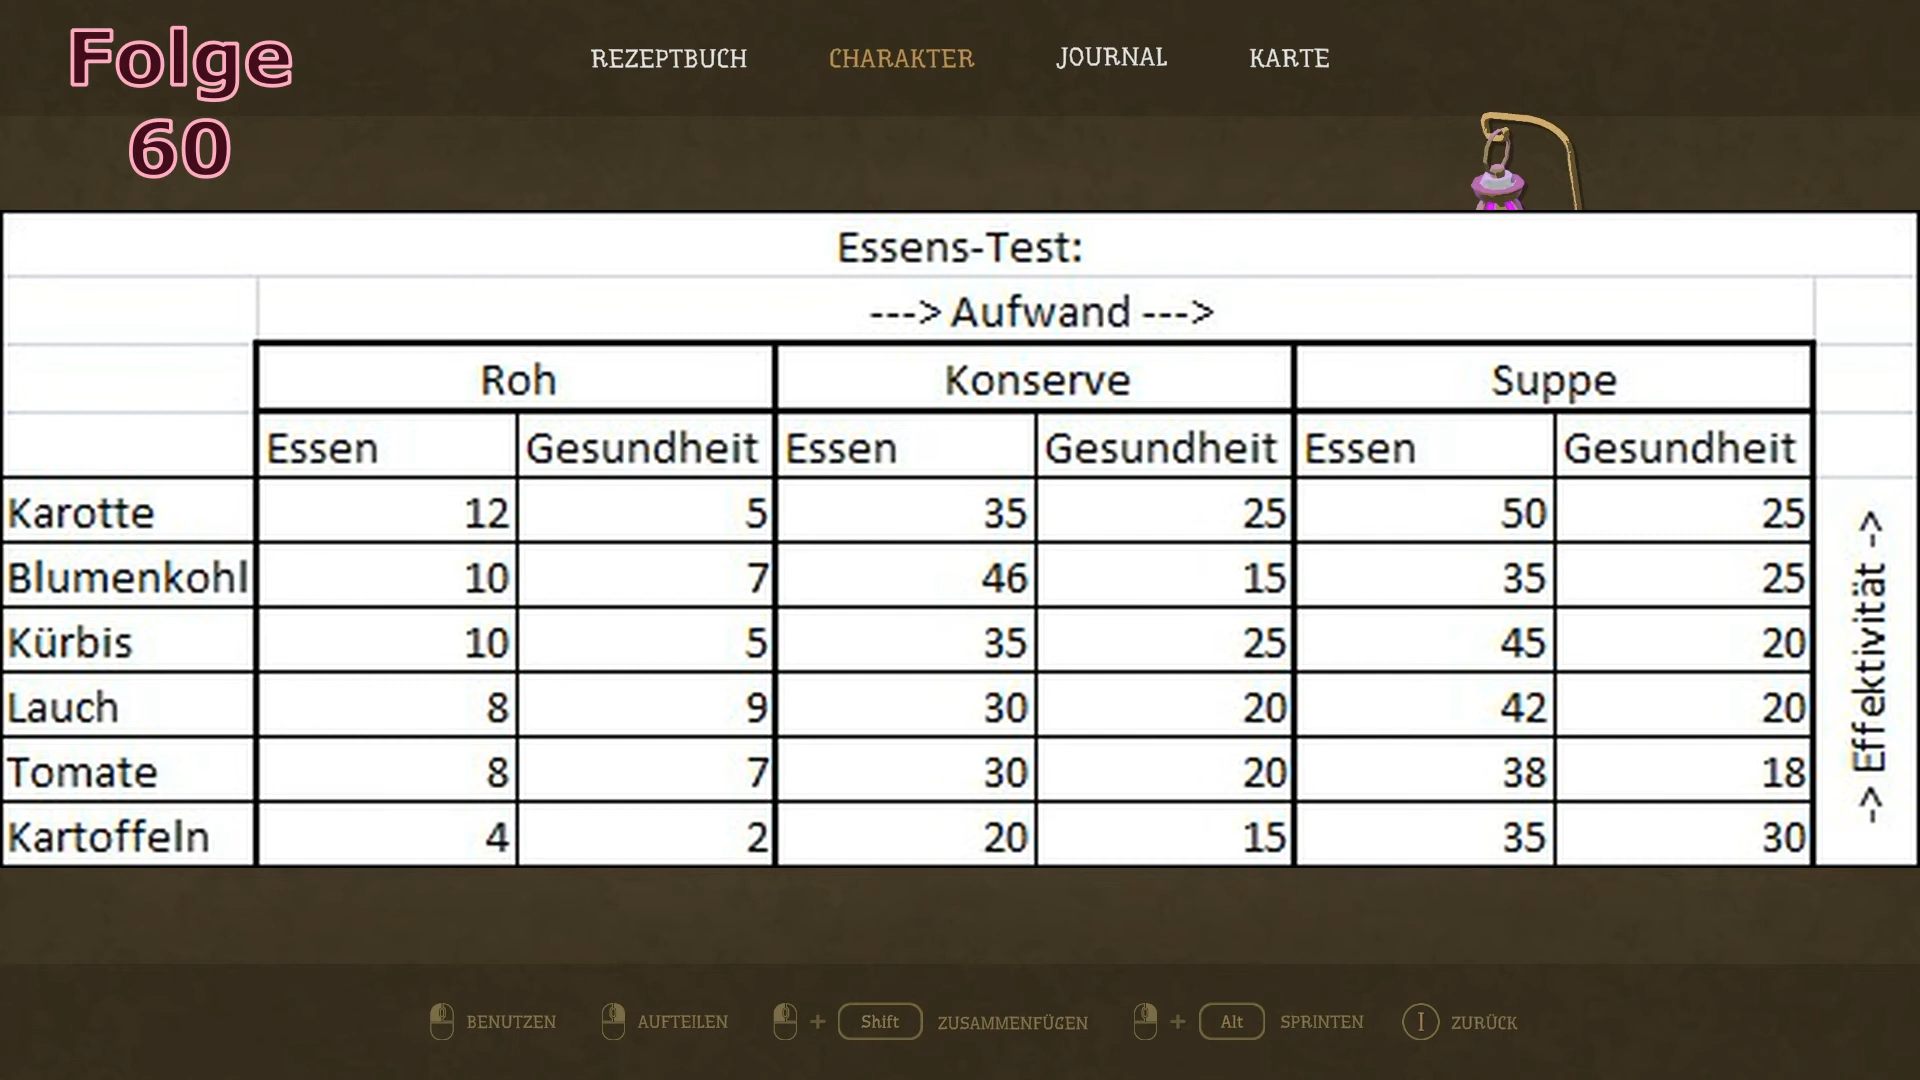 Folge
60
REZEPTBUCH CHARAKTER JOURNAL KARTE
Essens-Test:
---> Aufwand --->
Roh Konserve Suppe
Essen Gesundheit Essen Gesundheit Essen Gesundheit
Karotte 12 5 35 25 50 25
Blumenkohl 10 7 46 15 35 25
Kürbis 10 5 35 25 45 20
Lauch 8 9 30 20 42 20
Tomate 8 7 30 20 38 18
Kartoffeln 4 2 20 15 35 30
-> Effektivität ->
BENUTZEN AUFTEILEN + Shift ZUSAMMENFÜGEN + Alt SPRINTEN I ZURÜCK